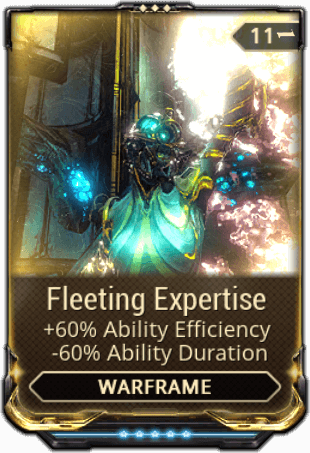 11
Fleeting Expertise
+60% Ability Efficiency
-60% Ability Duration
WARFRAME